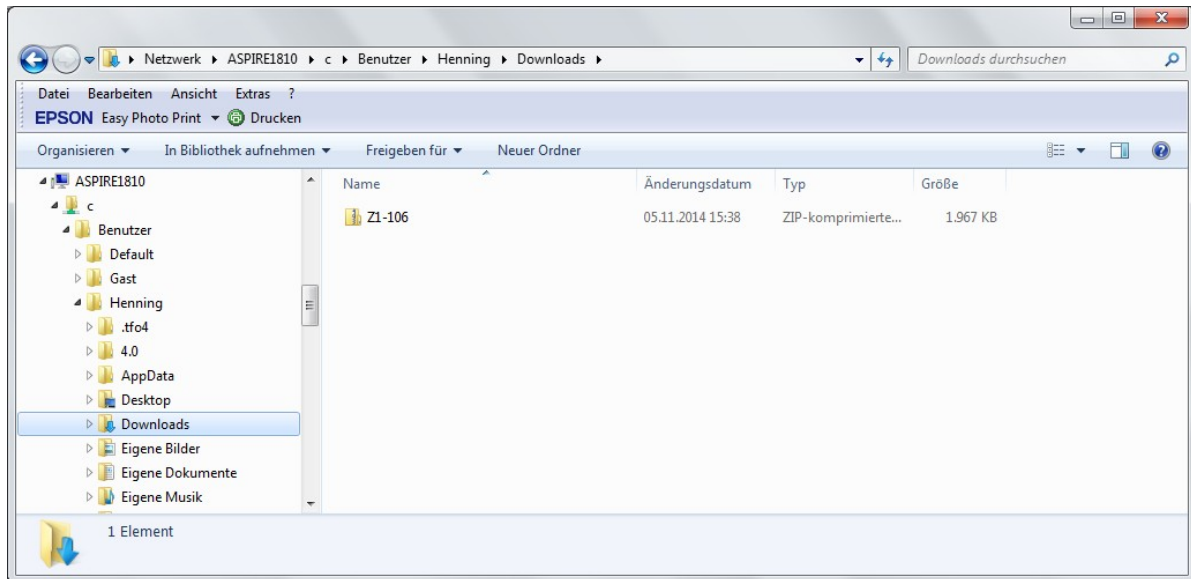 Netzwerk ▸ ASPIRE1810 ▸ c ▸ Benutzer ▸ Henning ▸ Downloads ▸ Downloads durchsuchen
Datei Bearbeiten Ansicht Extras ?
EPSON Easy Photo Print Drucken
Organisieren In Bibliothek aufnehmen Freigeben für Neuer Ordner
ASPIRE1810
c
Benutzer
Default
Gast
Henning
.tfo4
4.0
AppData
Desktop
Downloads
Eigene Bilder
Eigene Dokumente
Eigene Musik
Name Änderungsdatum Typ Größe
Z1-106 05.11.2014 15:38 ZIP-komprimierte... 1.967 KB
1 Element